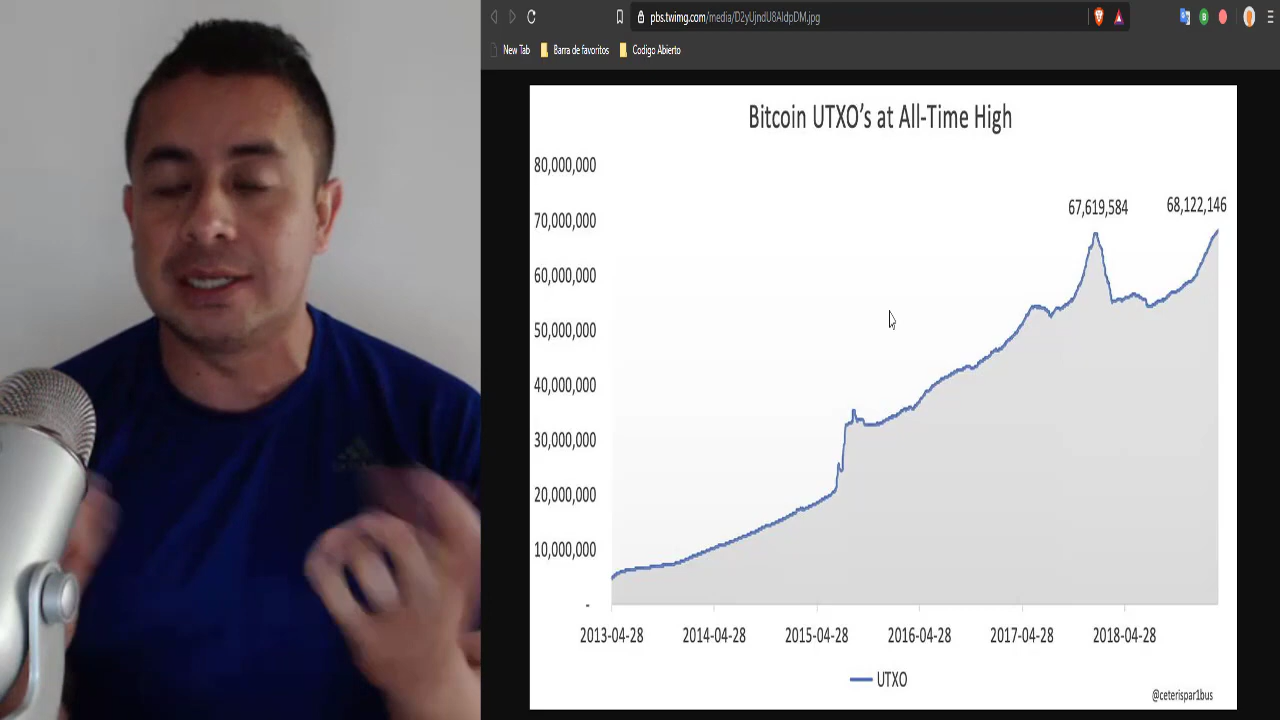 pbs.twimg.com/media/D2yUjndU8AIdpDM.jpg
New Tab Barra de favoritos Codigo Abierto
Bitcoin UTXO's at All-Time High
80,000,000
70,000,000
60,000,000
50,000,000
40,000,000
30,000,000
20,000,000
10,000,000
-
67,619,584
68,122,146
2013-04-28 2014-04-28 2015-04-28 2016-04-28 2017-04-28 2018-04-28
UTXO
@ceterispar1bus